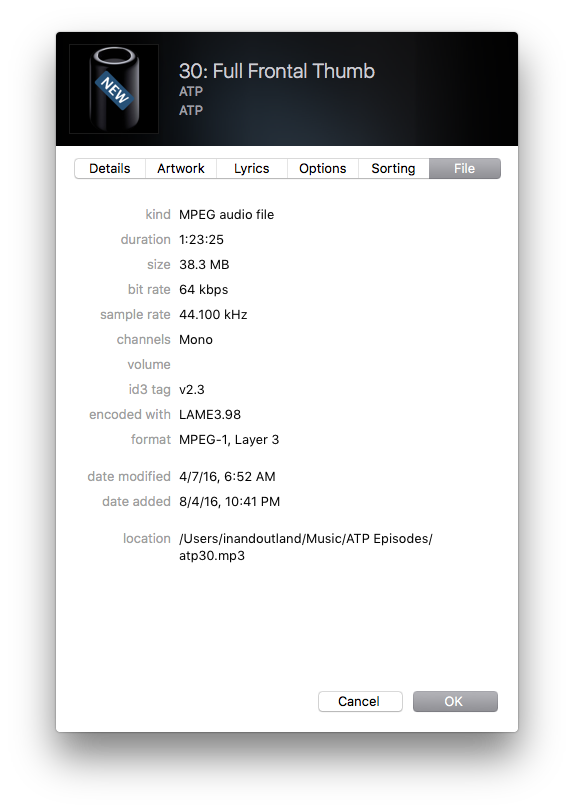 NEW
30: Full Frontal Thumb
ATP
ATP
Details Artwork Lyrics Options Sorting File
kind MPEG audio file
duration 1:23:25
size 38.3 MB
bit rate 64 kbps
sample rate 44.100 kHz
channels Mono
volume
id3 tag v2.3
encoded with LAME3.98
format MPEG-1, Layer 3
date modified 4/7/16, 6:52 AM
date added 8/4/16, 10:41 PM
location /Users/inandoutland/Music/ATP Episodes/
atp30.mp3
Cancel OK